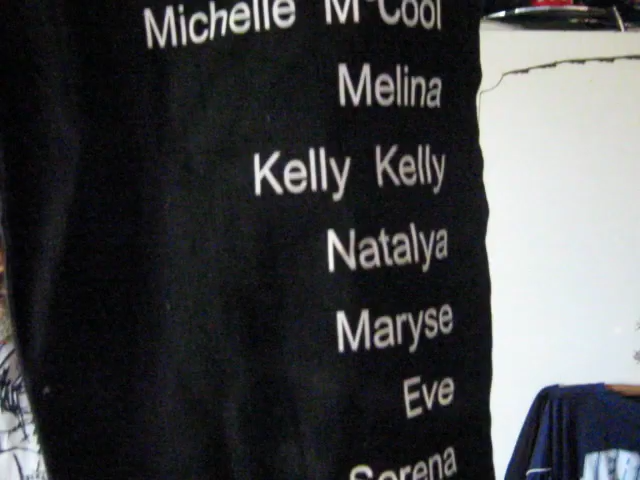 Michelle McCool
Melina
Kelly Kelly
Natalya
Maryse
Eve
Serena